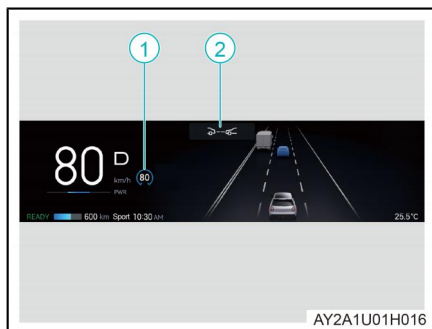 1
2
80
D
km/h
80
PWR
READY
600 km
Sport
10:30 AM
25.5°C
AY2A1U01H016